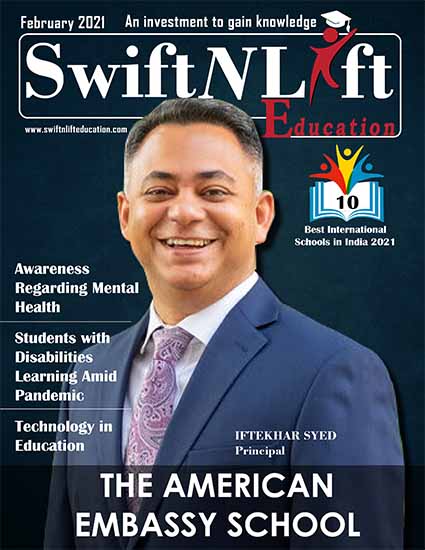 February 2021 An investment to gain knowledge
SwiftNLift
Education
www.swiftnlifteducation.com
10
Best International
Schools in India 2021
Awareness
Regarding Mental
Health
Students with
Disabilities
Learning Amid
Pandemic
Technology in
Education
IFTEKHAR SYED
Principal
THE AMERICAN
EMBASSY SCHOOL